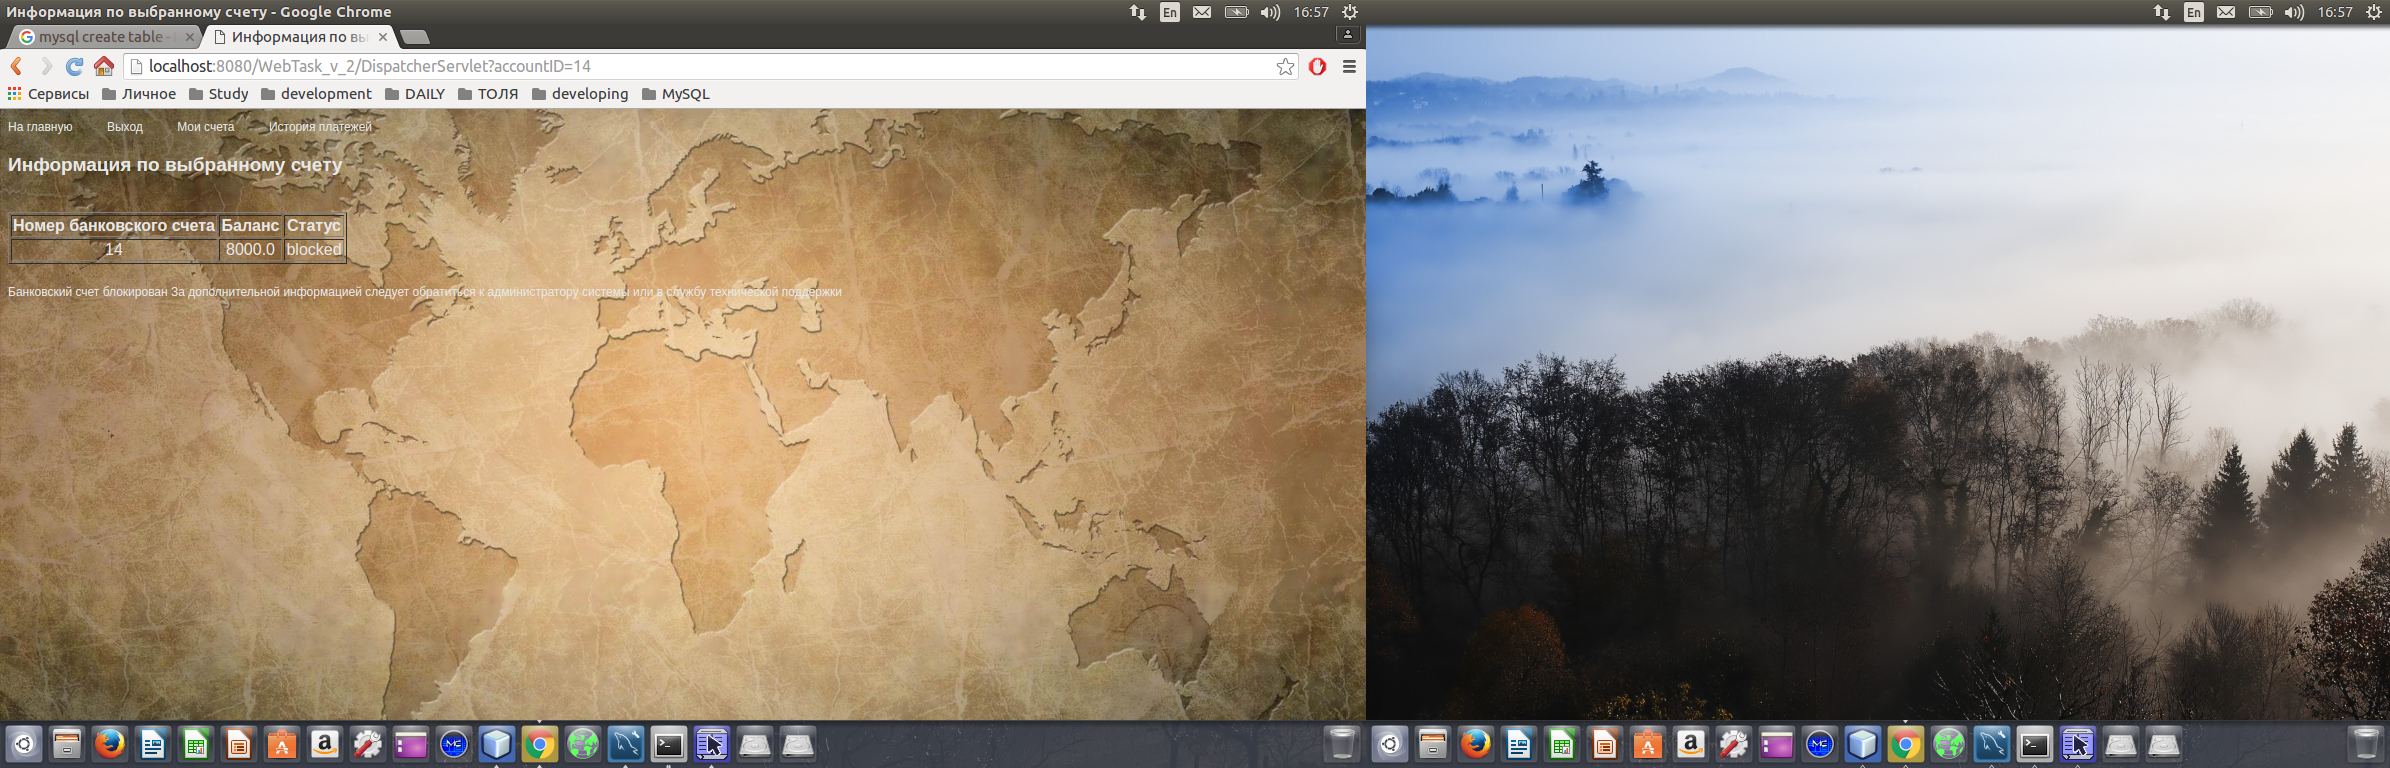 Информация по выбранному счету - Google Chrome
En
16:57
En
16:57
mysql create table -
Информация по вы
localhost:8080/WebTask_v_2/DispatcherServlet?accountID=14
Сервисы Личное Study development DAILY ТОЛЯ developing MySQL
На главную Выход Мои счета История платежей
Информация по выбранному счету
Номер банковского счета Баланс Статус
14 8000.0 blocked
Банковский счет блокирован За дополнительной информацией следует обратиться к администратору системы или в службу технической поддержки